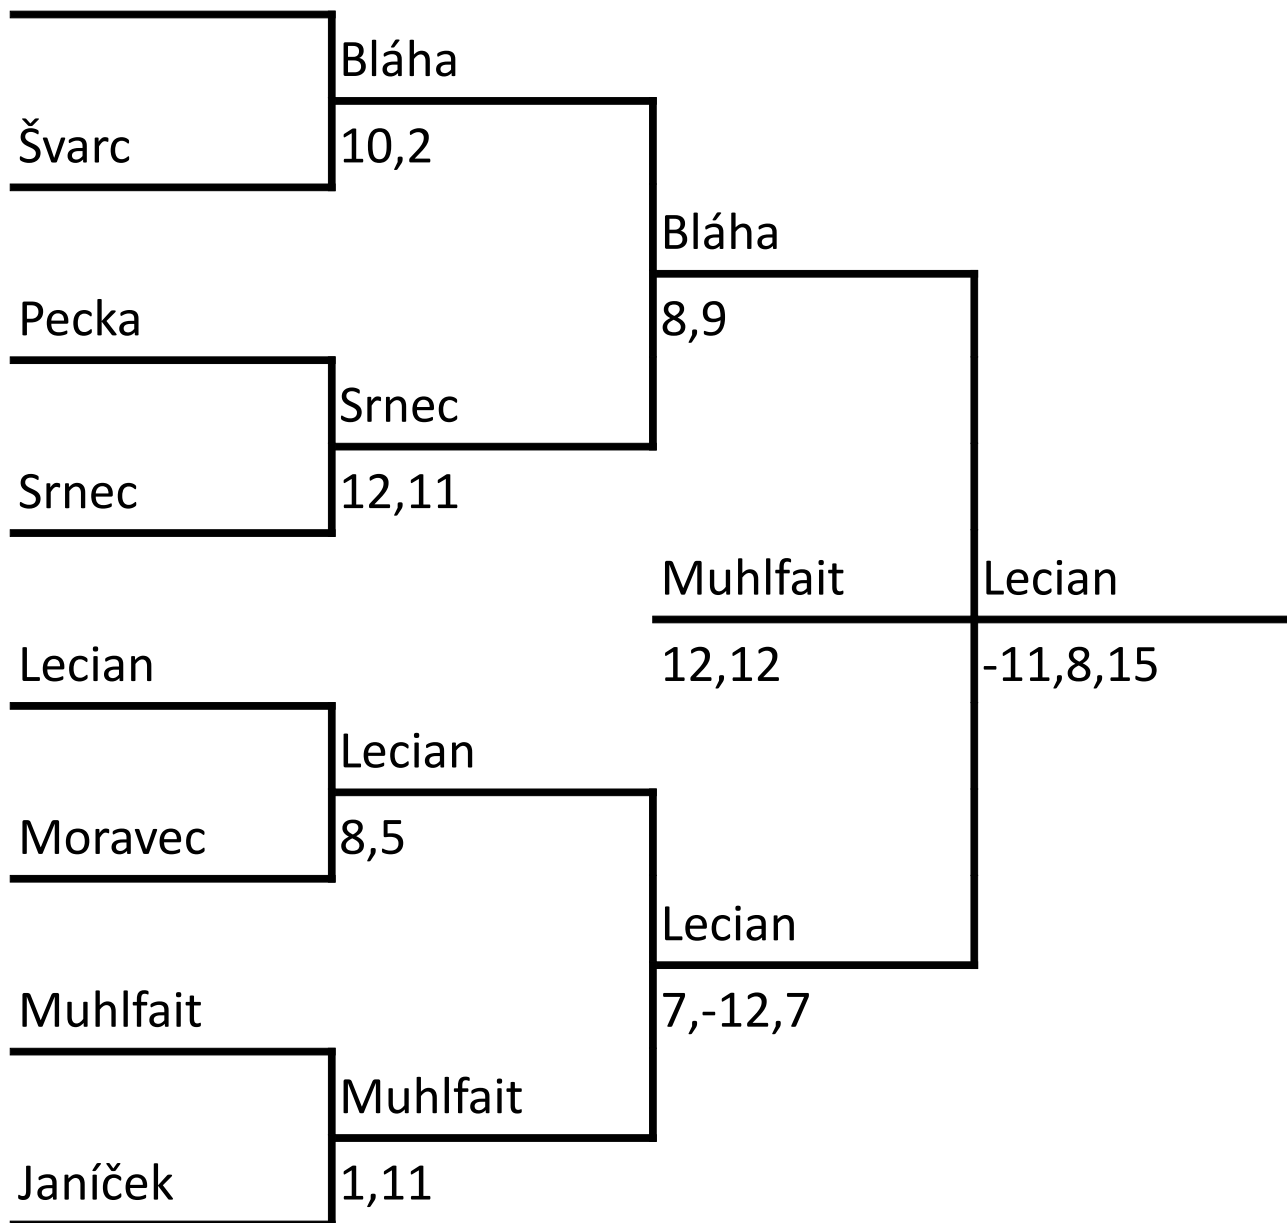 Bláha
Švarc
10,2
Bláha
Pecka
8,9
Srnec
Srnec
12,11
Muhlfait
Lecian
Lecian
12,12
-11,8,15
Lecian
Moravec
8,5
Lecian
Muhlfait
7,-12,7
Muhlfait
Janíček
1,11